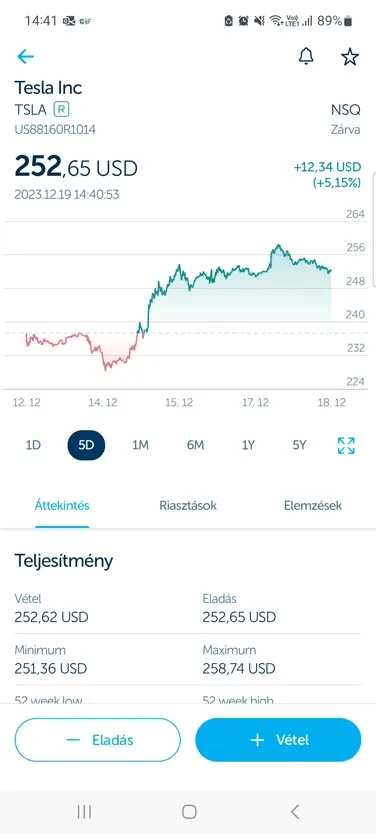 14:41 GIF Vo)) LTE1 89%
Tesla Inc
TSLA R NSQ
US88160R1014 Zárva
252,65 USD +12,34 USD
2023.12.19 14:40:53 (+5,15%)
264
256
248
240
232
224
12. 12 14. 12 15. 12 17. 12 18. 12
1D 5D 1M 6M 1Y 5Y
Áttekintés Riasztások Elemzések
Teljesítmény
Vétel Eladás
252,62 USD 252,65 USD
Minimum Maximum
251,36 USD 258,74 USD
52 week low 52 week high
Eladás Vétel